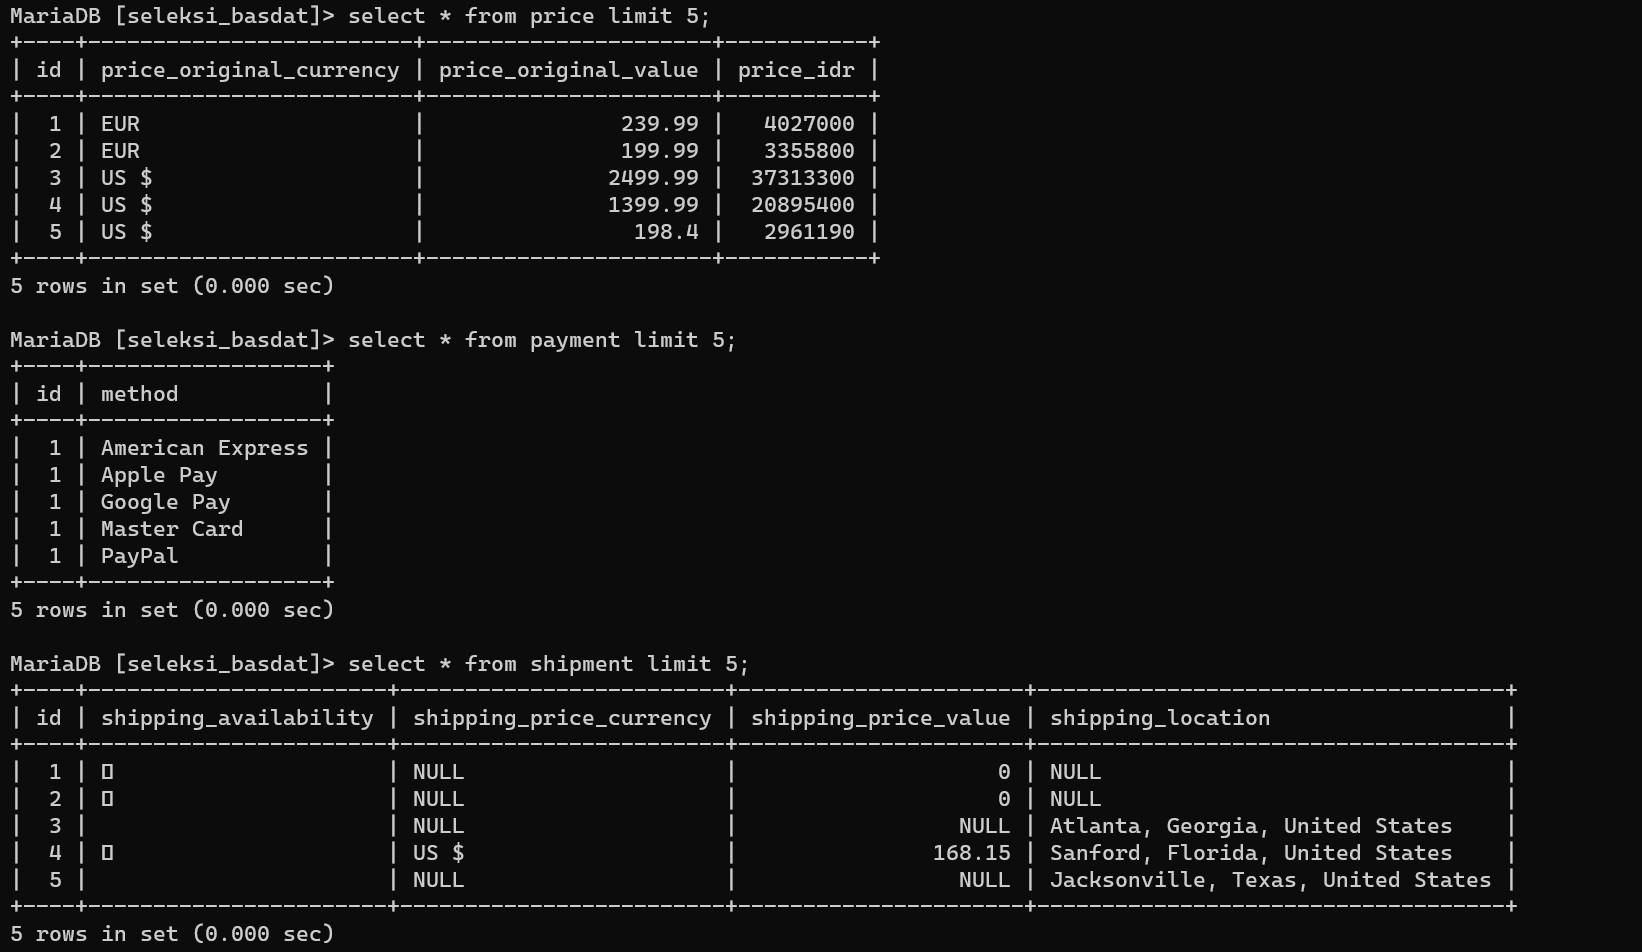 MariaDB [seleksi_basdat]> select * from price limit 5;
+----+-------------------------+----------------------+-----------+
| id | price_original_currency | price_original_value | price_idr |
+----+-------------------------+----------------------+-----------+
|  1 | EUR                     |               239.99 |   4027000 |
|  2 | EUR                     |               199.99 |   3355800 |
|  3 | US $                    |              2499.99 |  37313300 |
|  4 | US $                    |              1399.99 |  20895400 |
|  5 | US $                    |                198.4 |   2961190 |
+----+-------------------------+----------------------+-----------+
5 rows in set (0.000 sec)

MariaDB [seleksi_basdat]> select * from payment limit 5;
+----+------------------+
| id | method           |
+----+------------------+
|  1 | American Express |
|  1 | Apple Pay        |
|  1 | Google Pay       |
|  1 | Master Card      |
|  1 | PayPal           |
+----+------------------+
5 rows in set (0.000 sec)

MariaDB [seleksi_basdat]> select * from shipment limit 5;
+----+-----------------------+-------------------------+----------------------+------------------------------------+
| id | shipping_availability | shipping_price_currency | shipping_price_value | shipping_location                  |
+----+-----------------------+-------------------------+----------------------+------------------------------------+
|  1 | ▯                     | NULL                    |                    0 | NULL                               |
|  2 | ▯                     | NULL                    |                    0 | NULL                               |
|  3 |                       | NULL                    |                 NULL | Atlanta, Georgia, United States    |
|  4 | ▯                     | US $                    |               168.15 | Sanford, Florida, United States    |
|  5 |                       | NULL                    |                 NULL | Jacksonville, Texas, United States |
+----+-----------------------+-------------------------+----------------------+------------------------------------+
5 rows in set (0.000 sec)